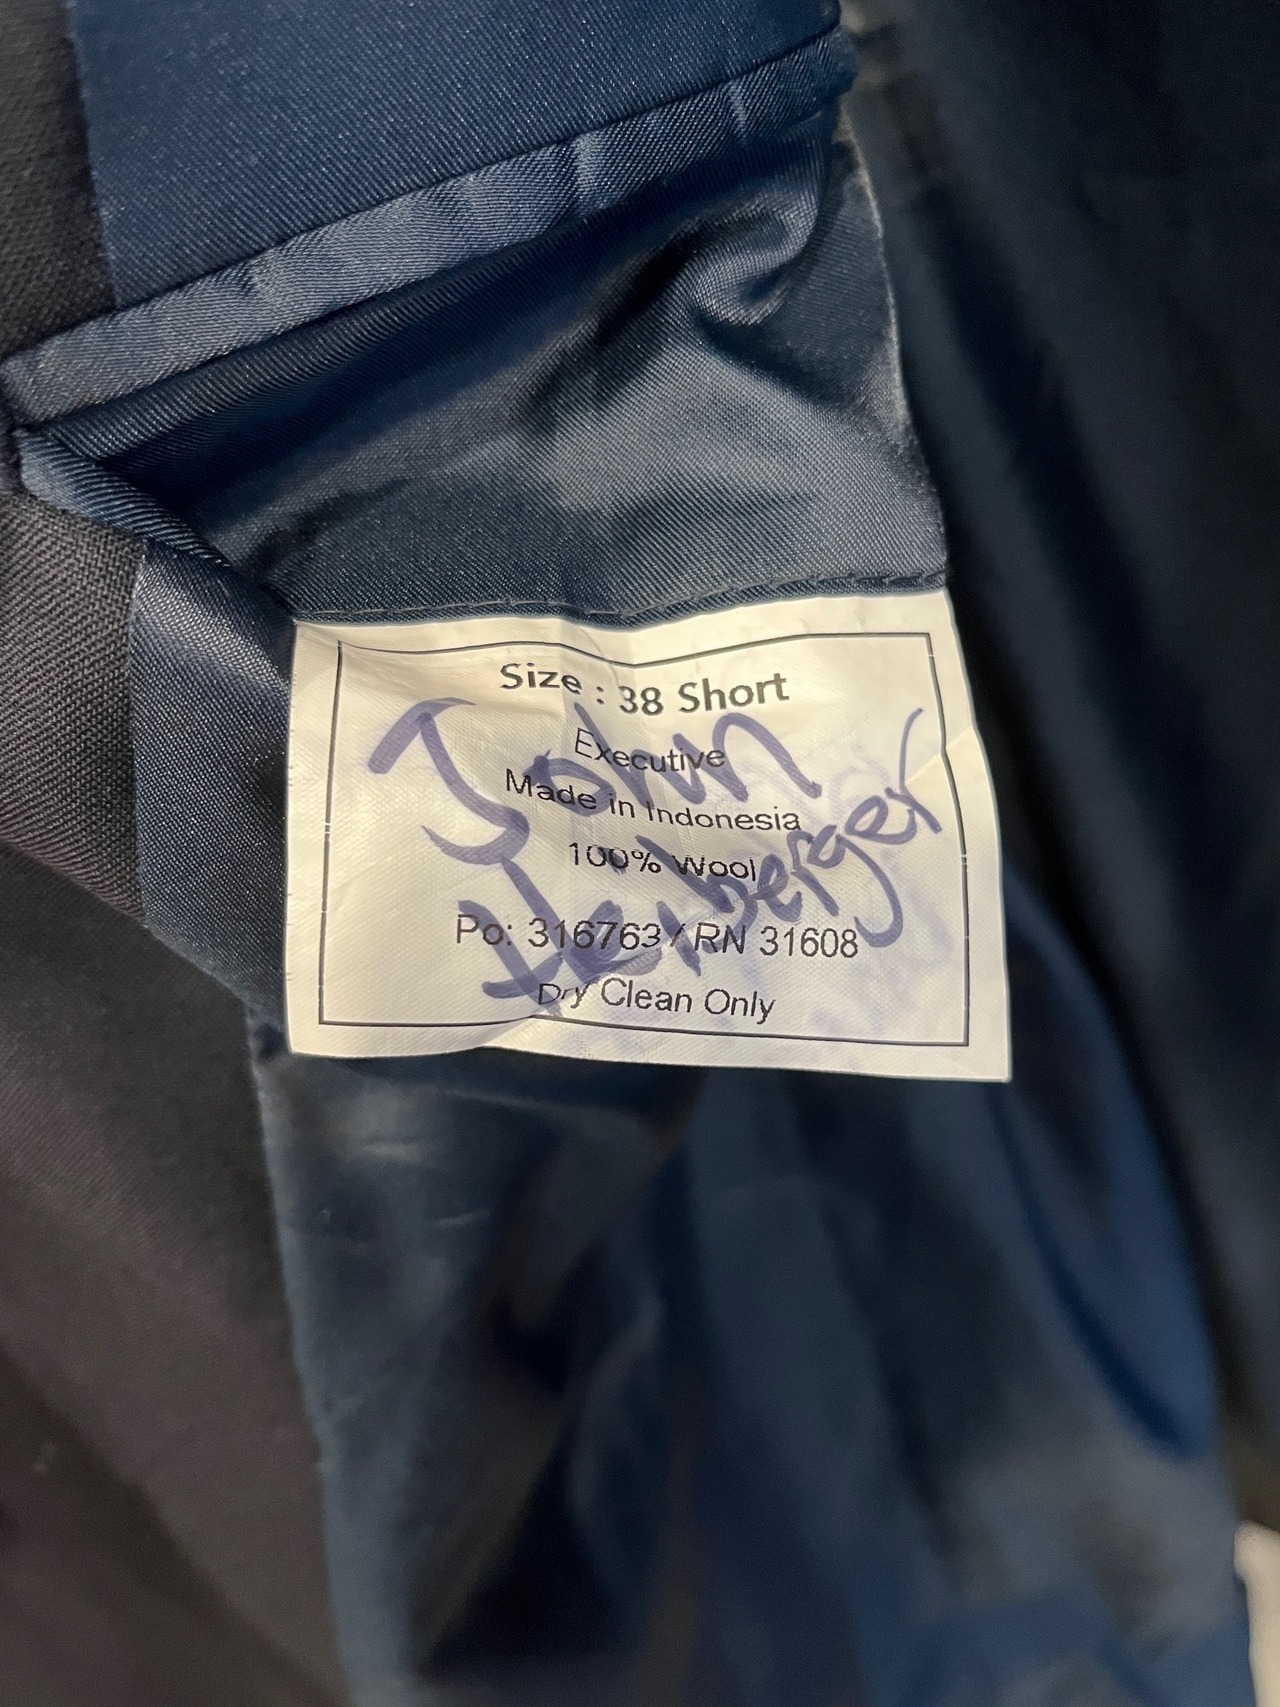 Size : 38 Short
Executive
Made in Indonesia
100% Wool
Po: 316763 / RN 31608
Dry Clean Only
John